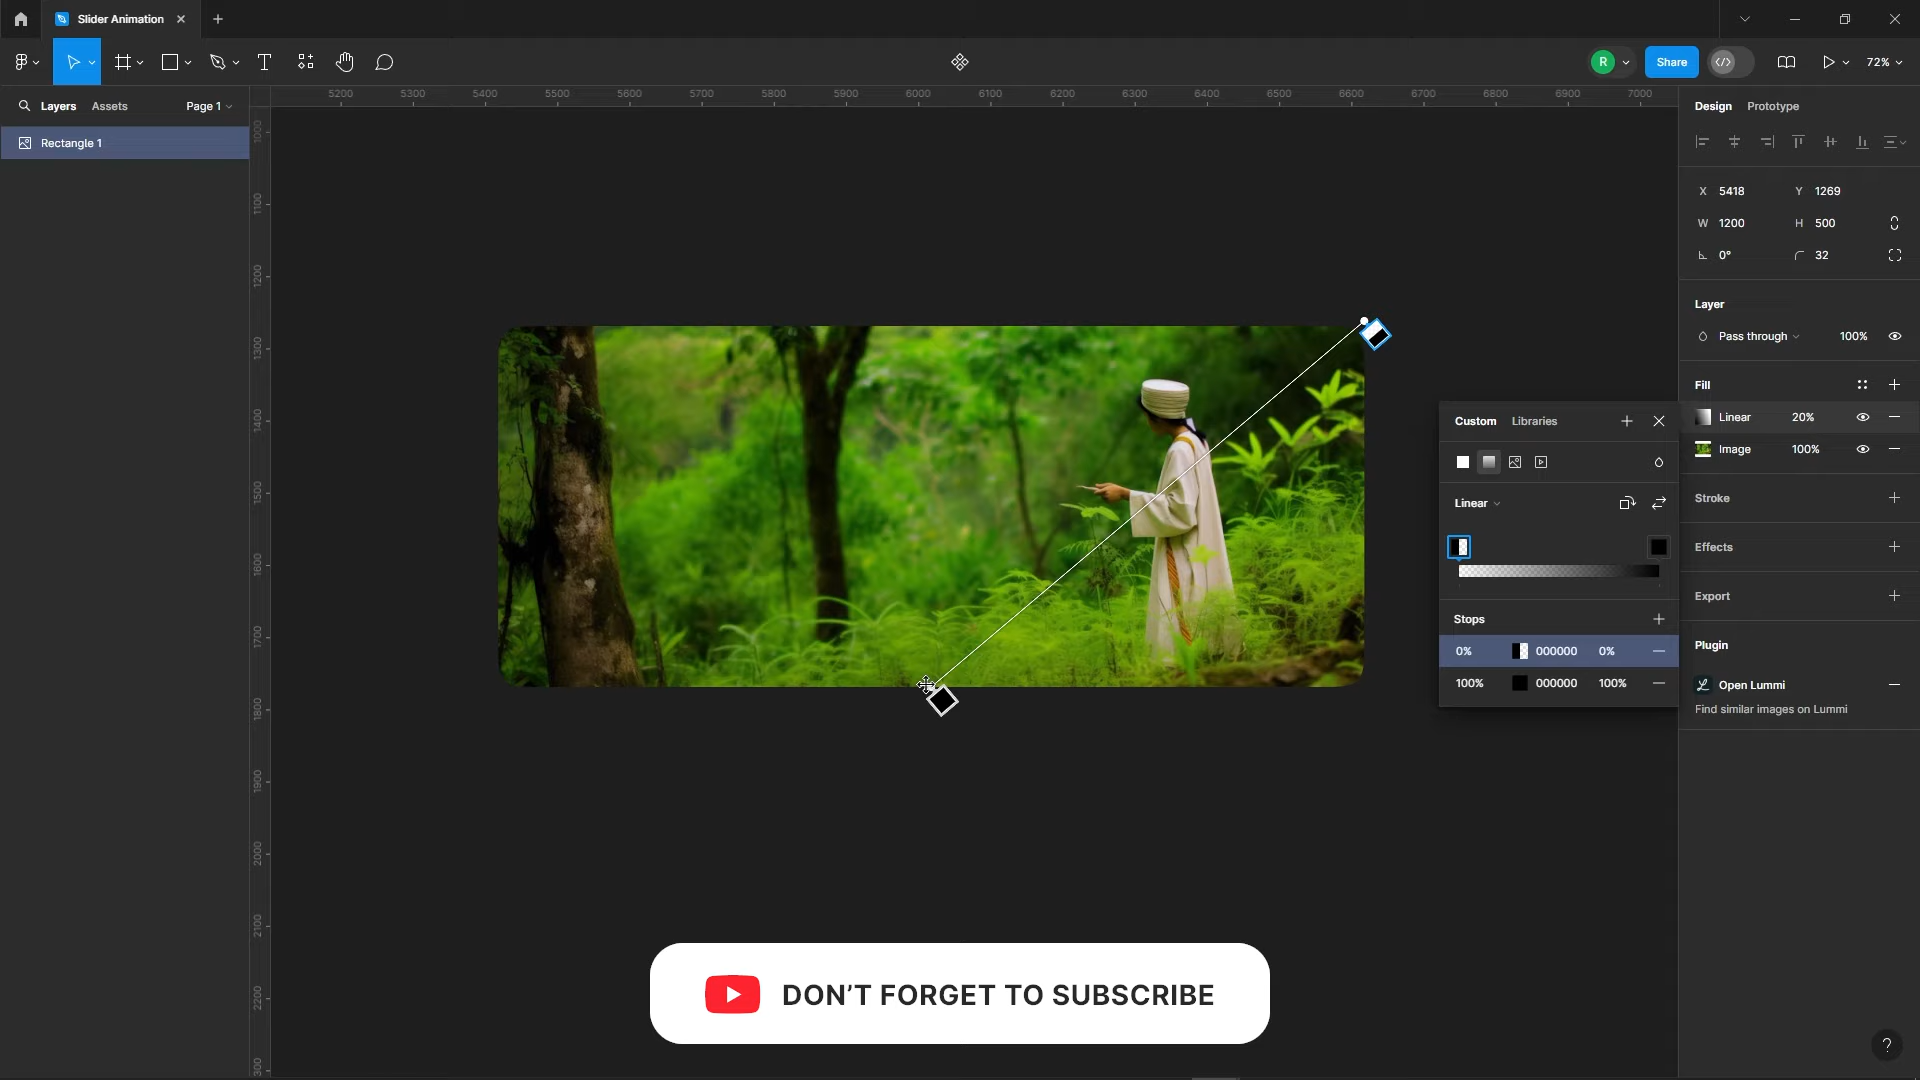 Slider Animation
R
Share
72%
Layers
Assets
Page 1
5200 5300 5400 5500 5600 5700 5800 5900 6000 6100 6200 6300 6400 6500 6600 6700 6800 6900 7000
Design
Prototype
Rectangle 1
1000
1100
1200
1300
1400
1500
1600
1700
1800
1900
2000
2100
2200
2300
X 5418 Y 1269
W 1200 H 500
0° 32
Layer
Pass through 100%
Fill
Linear 20%
Image 100%
Stroke
Effects
Export
Plugin
Open Lummi
Find similar images on Lummi
Custom
Libraries
Linear
Stops
0% 000000 0%
100% 000000 100%
DON'T FORGET TO SUBSCRIBE
?